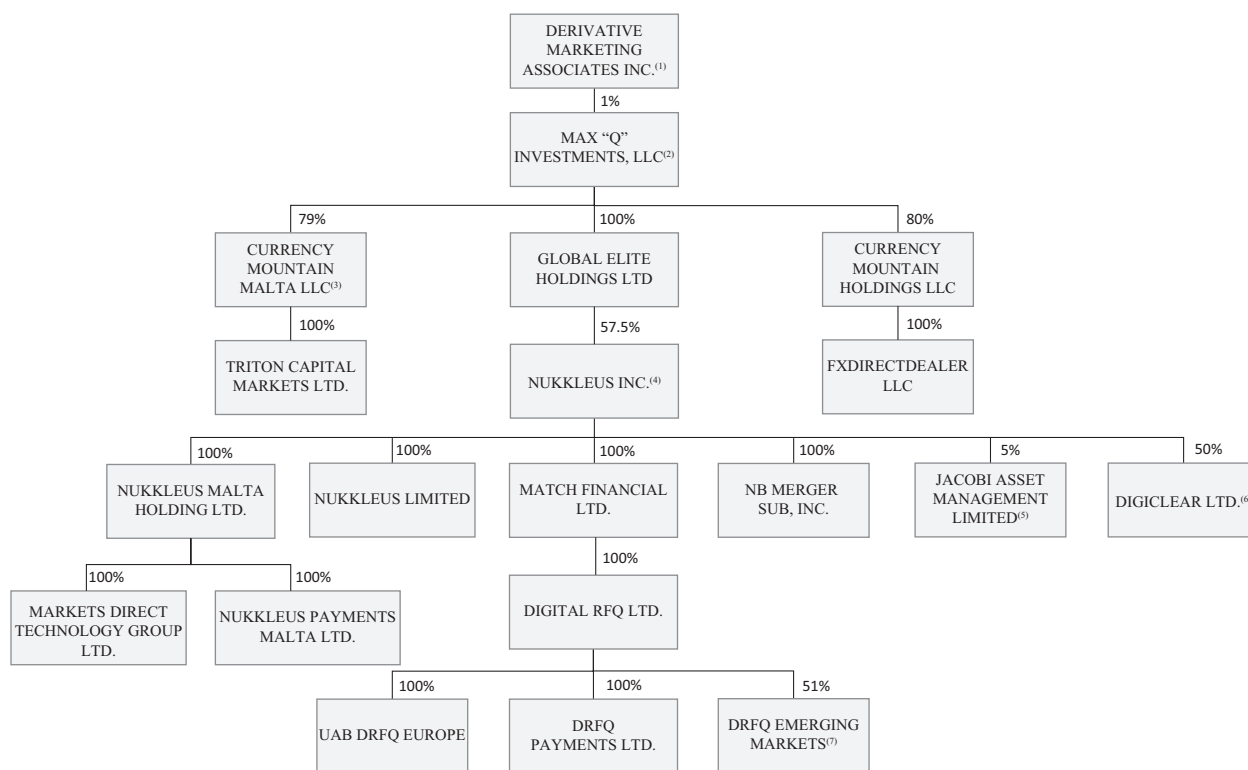 DERIVATIVE
MARKETING
ASSOCIATES INC.(1)
1%
MAX “Q”
INVESTMENTS, LLC(2)
79%
100%
80%
CURRENCY
MOUNTAIN
MALTA LLC(3)
GLOBAL ELITE
HOLDINGS LTD
CURRENCY
MOUNTAIN
HOLDINGS LLC
100%
57.5%
100%
TRITON CAPITAL
MARKETS LTD.
NUKKLEUS INC.(4)
FXDIRECTDEALER
LLC
100%
100%
100%
100%
5%
50%
NUKKLEUS MALTA
HOLDING LTD.
NUKKLEUS LIMITED
MATCH FINANCIAL
LTD.
NB MERGER
SUB, INC.
JACOBI ASSET
MANAGEMENT
LIMITED(5)
DIGICLEAR LTD.(6)
100%
100%
100%
MARKETS DIRECT
TECHNOLOGY GROUP
LTD.
NUKKLEUS PAYMENTS
MALTA LTD.
DIGITAL RFQ LTD.
100%
100%
51%
UAB DRFQ EUROPE
DRFQ
PAYMENTS LTD.
DRFQ EMERGING
MARKETS(7)